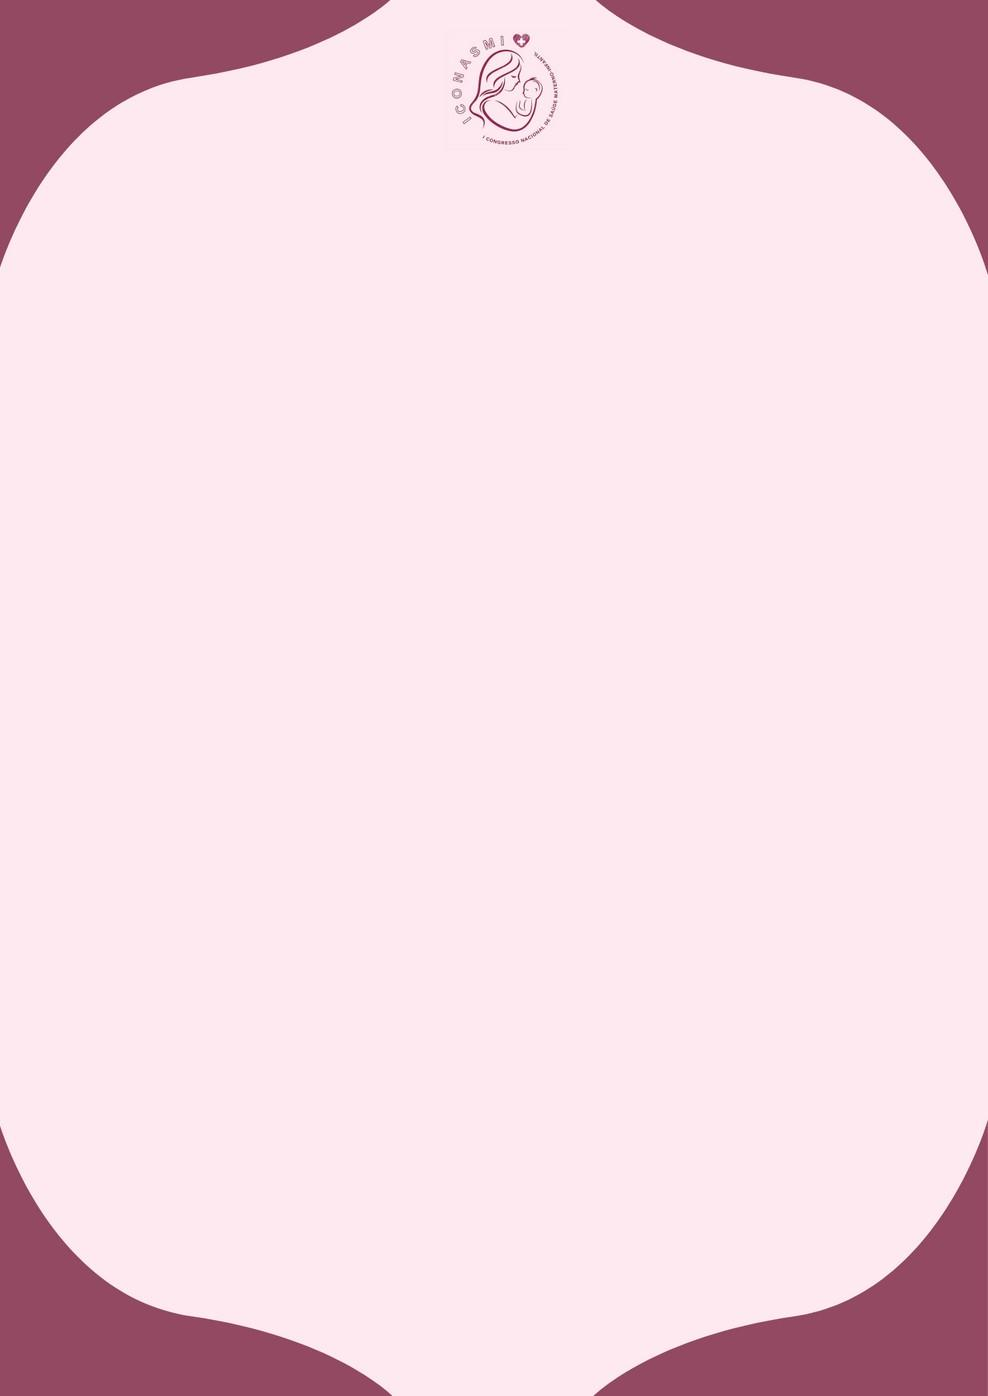 I CONASMI
I CONGRESSO NACIONAL DE SAÚDE MATERNO-INFANTIL